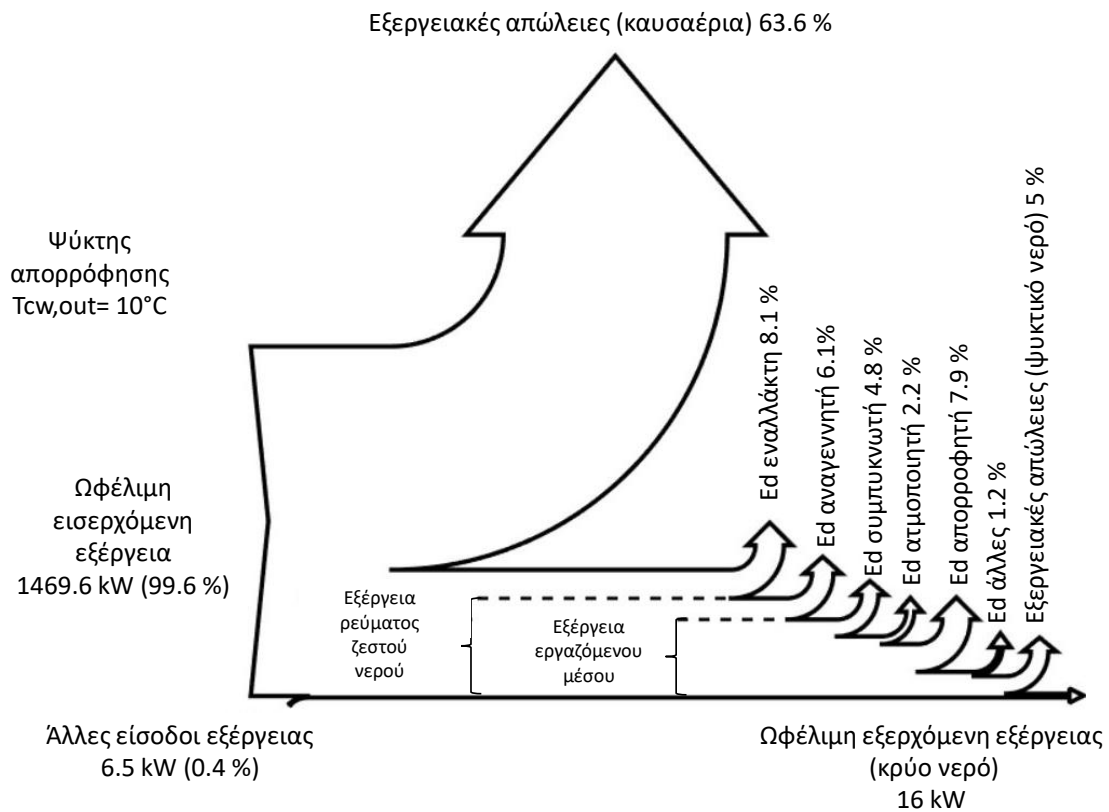 Εξεργειακές απώλειες (καυσαέρια) 63.6 %
Ψύκτης
απορρόφησης
Tcw,out= 10°C
Ωφέλιμη
εισερχόμενη
εξέργεια
1469.6 kW (99.6 %)
Ed εναλλάκτη 8.1 %
Ed αναγεννητή 6.1%
Ed συμπυκνωτή 4.8 %
Ed ατμοποιητή 2.2 %
Ed απορροφητή 7.9 %
Ed άλλες 1.2 %
Εξεργειακές απώλειες (ψυκτικό νερό) 5 %
Εξέργεια
ρεύματος
ζεστού
νερού
Εξέργεια
εργαζόμενου
μέσου
Άλλες είσοδοι εξέργειας
6.5 kW (0.4 %)
Ωφέλιμη εξερχόμενη εξέργειας
(κρύο νερό)
16 kW